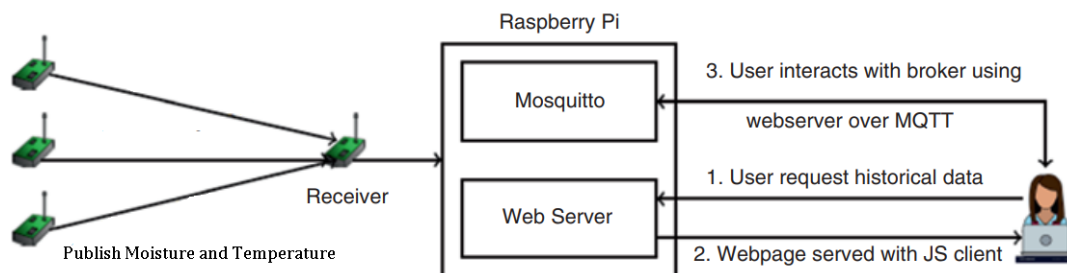 Raspberry Pi
Mosquitto
3. User interacts with broker using
webserver over MQTT
Receiver
1. User request historical data
Web Server
Publish Moisture and Temperature
2. Webpage served with JS client